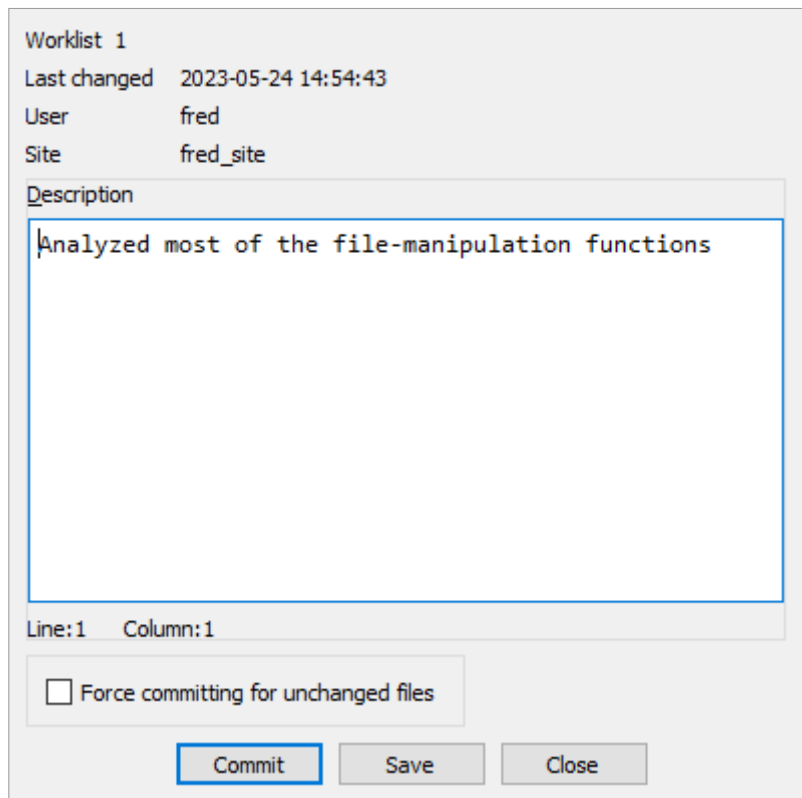 Worklist 1
Last changed 2023-05-24 14:54:43
User fred
Site fred_site
Description
Analyzed most of the file-manipulation functions
Line:1 Column:1
Force committing for unchanged files
Commit Save Close